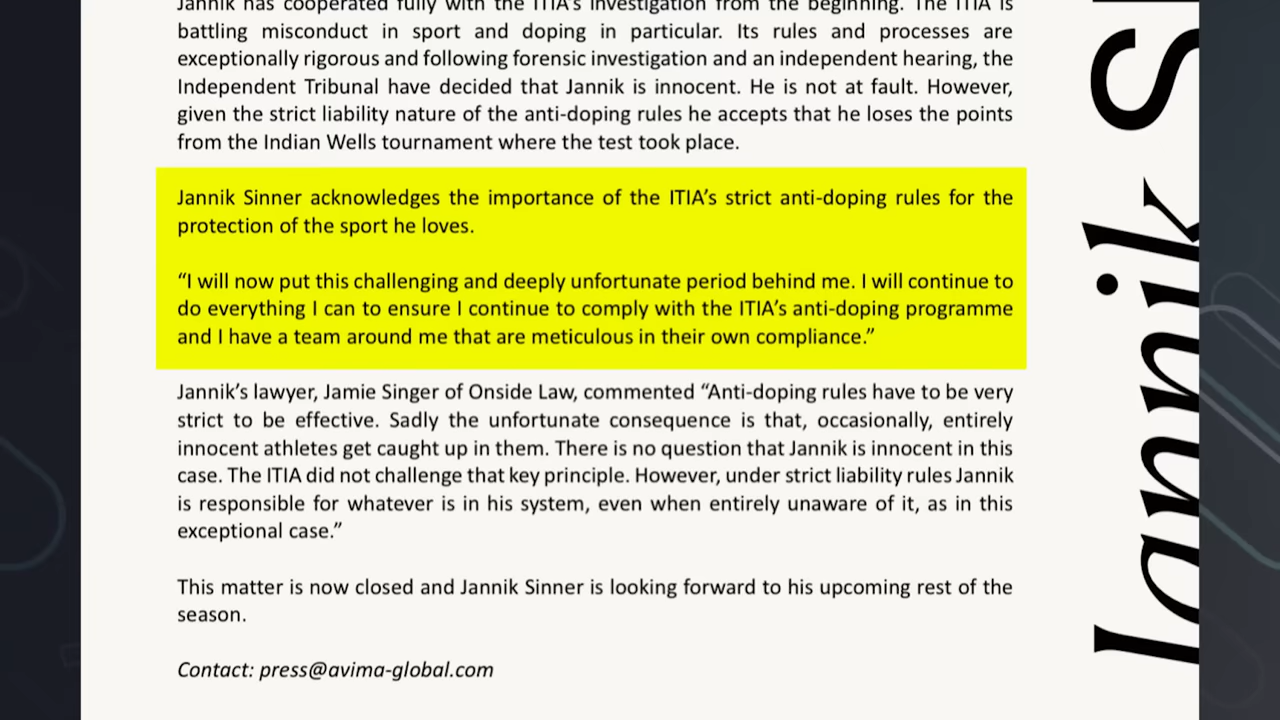 Jannik has cooperated fully with the ITIA's investigation from the beginning. The ITIA is
battling misconduct in sport and doping in particular. Its rules and processes are
exceptionally rigorous and following forensic investigation and an independent hearing, the
Independent Tribunal have decided that Jannik is innocent. He is not at fault. However,
given the strict liability nature of the anti-doping rules he accepts that he loses the points
from the Indian Wells tournament where the test took place.
Jannik Sinner acknowledges the importance of the ITIA's strict anti-doping rules for the
protection of the sport he loves.
“I will now put this challenging and deeply unfortunate period behind me. I will continue to
do everything I can to ensure I continue to comply with the ITIA's anti-doping programme
and I have a team around me that are meticulous in their own compliance.”
Jannik's lawyer, Jamie Singer of Onside Law, commented “Anti-doping rules have to be very
strict to be effective. Sadly the unfortunate consequence is that, occasionally, entirely
innocent athletes get caught up in them. There is no question that Jannik is innocent in this
case. The ITIA did not challenge that key principle. However, under strict liability rules Jannik
is responsible for whatever is in his system, even when entirely unaware of it, as in this
exceptional case.”
This matter is now closed and Jannik Sinner is looking forward to his upcoming rest of the
season.
Contact: press@avima-global.com
Jannik S